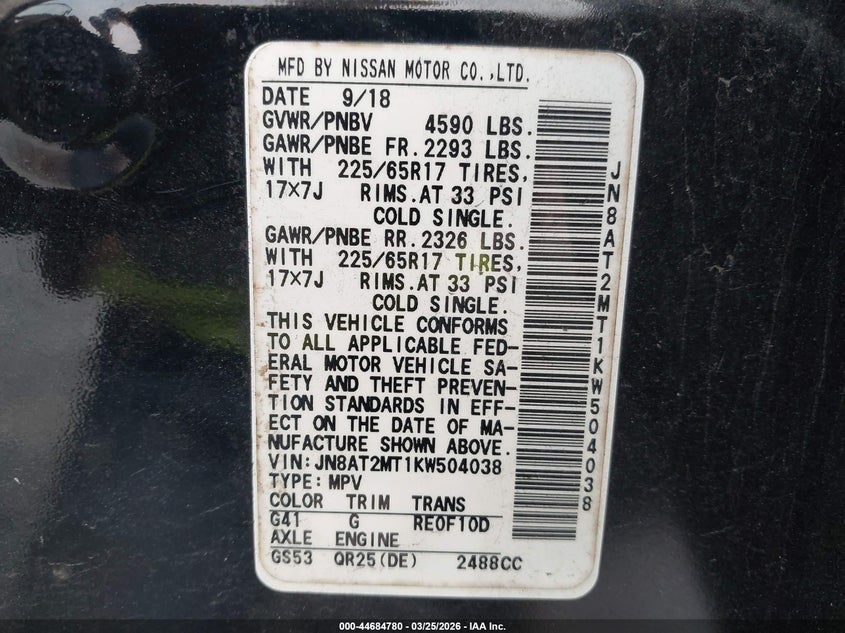 MFD BY NISSAN MOTOR CO.,LTD.
DATE 9/18
GVWR/PNBV 4590 LBS.
GAWR/PNBE FR. 2293 LBS.
WITH 225/65R17 TIRES,
17×7J RIMS.AT 33 PSI
COLD SINGLE.
GAWR/PNBE RR. 2326 LBS.
WITH 225/65R17 TIRES,
17×7J RIMS.AT 33 PSI
COLD SINGLE.
THIS VEHICLE CONFORMS
TO ALL APPLICABLE FED-
ERAL MOTOR VEHICLE SA-
FETY AND THEFT PREVEN-
TION STANDARDS IN EFF-
ECT ON THE DATE OF MA-
NUFACTURE SHOWN ABOVE.
VIN: JN8AT2MT1KW504038
TYPE: MPV
COLOR TRIM TRANS
G41 G RE0F10D
AXLE ENGINE
GS53 QR25(DE) 2488CC
JN8AT2MT1KW504038
000-44684780 — 03/25/2026 - IAA Inc.